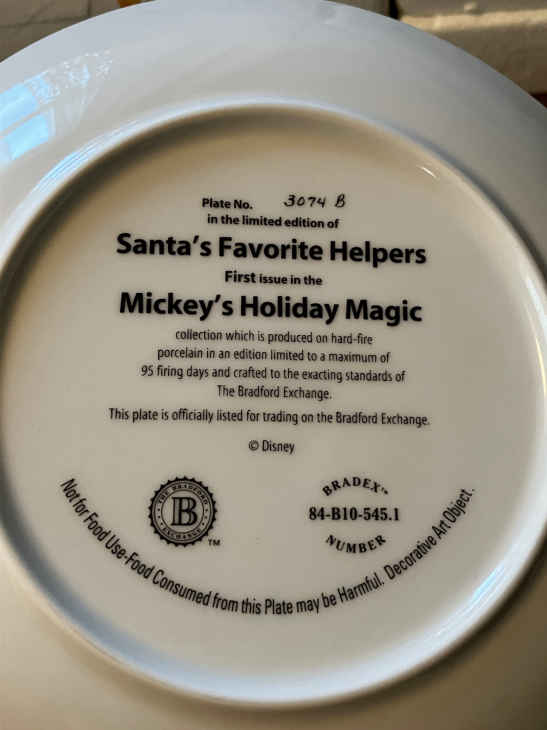 Plate No. 3074 B
in the limited edition of
Santa's Favorite Helpers
First issue in the
Mickey's Holiday Magic
collection which is produced on hard-fire
porcelain in an edition limited to a maximum of
95 firing days and crafted to the exacting standards of
The Bradford Exchange.
This plate is officially listed for trading on the Bradford Exchange.
© Disney
THE BRADFORD
B
EXCHANGE
TM
BRADEX™
84-B10-545.1
NUMBER
Not for Food Use-Food Consumed from this Plate may be Harmful. Decorative Art Object.